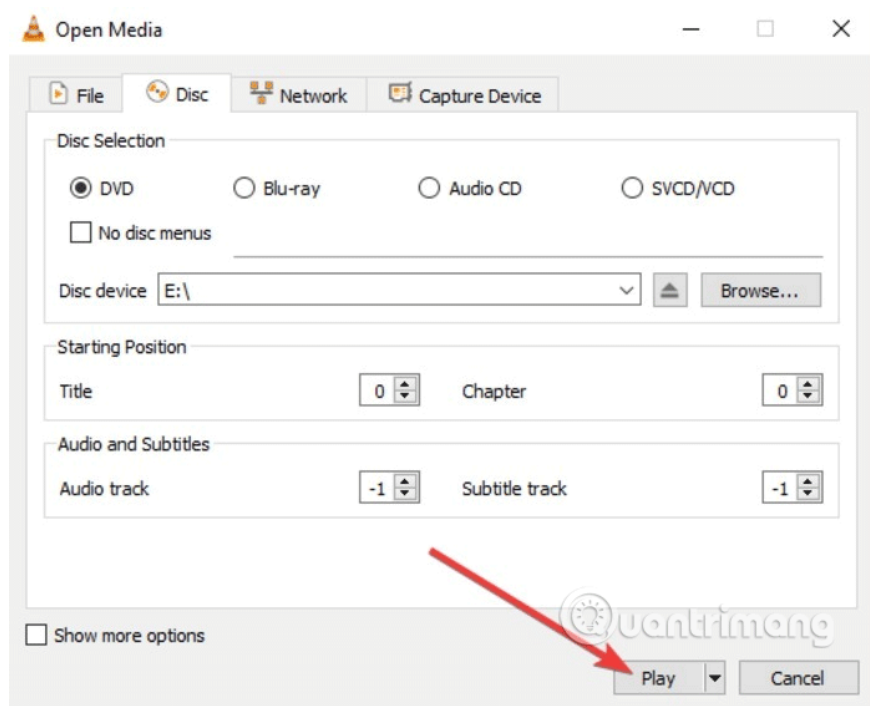 Open Media
File Disc Network Capture Device
Disc Selection
DVD Blu-ray Audio CD SVCD/VCD
No disc menus
Disc device E:\ Browse...
Starting Position
Title 0 Chapter 0
Audio and Subtitles
Audio track -1 Subtitle track -1
Quantrimang
Show more options
Play Cancel